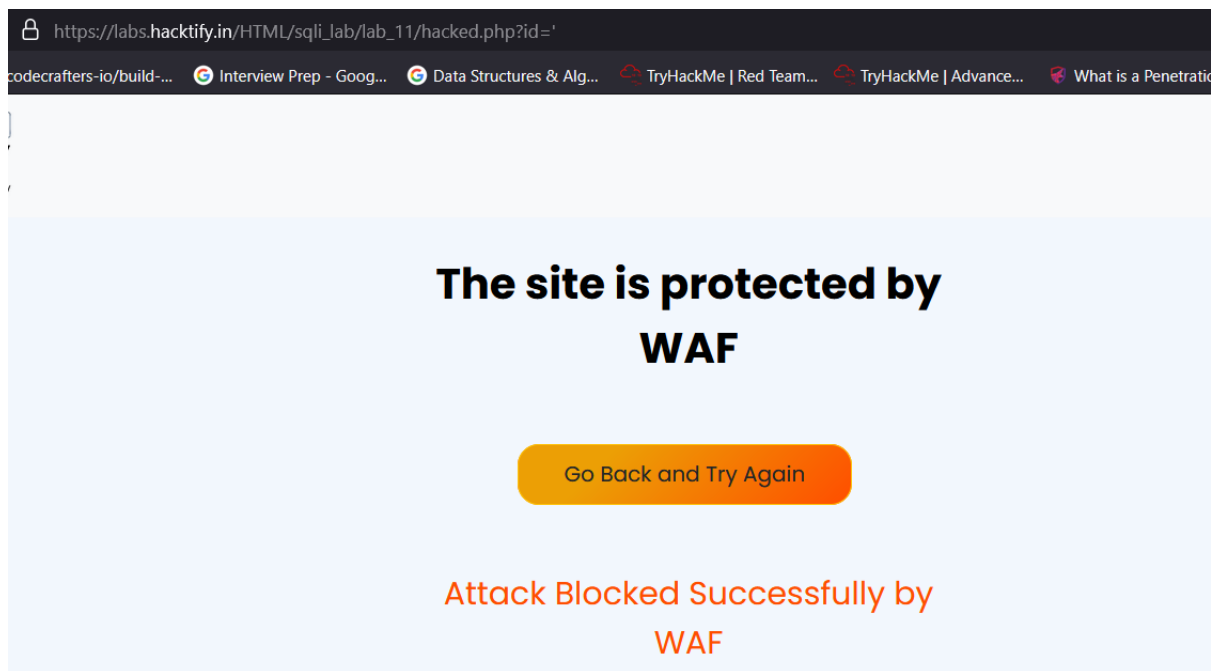 https://labs.hacktify.in/HTML/sqli_lab/lab_11/hacked.php?id='
codecrafters-io/build-... Interview Prep - Goog... Data Structures & Alg... TryHackMe | Red Team... TryHackMe | Advance... What is a Penetratio
The site is protected by
WAF
Go Back and Try Again
Attack Blocked Successfully by
WAF